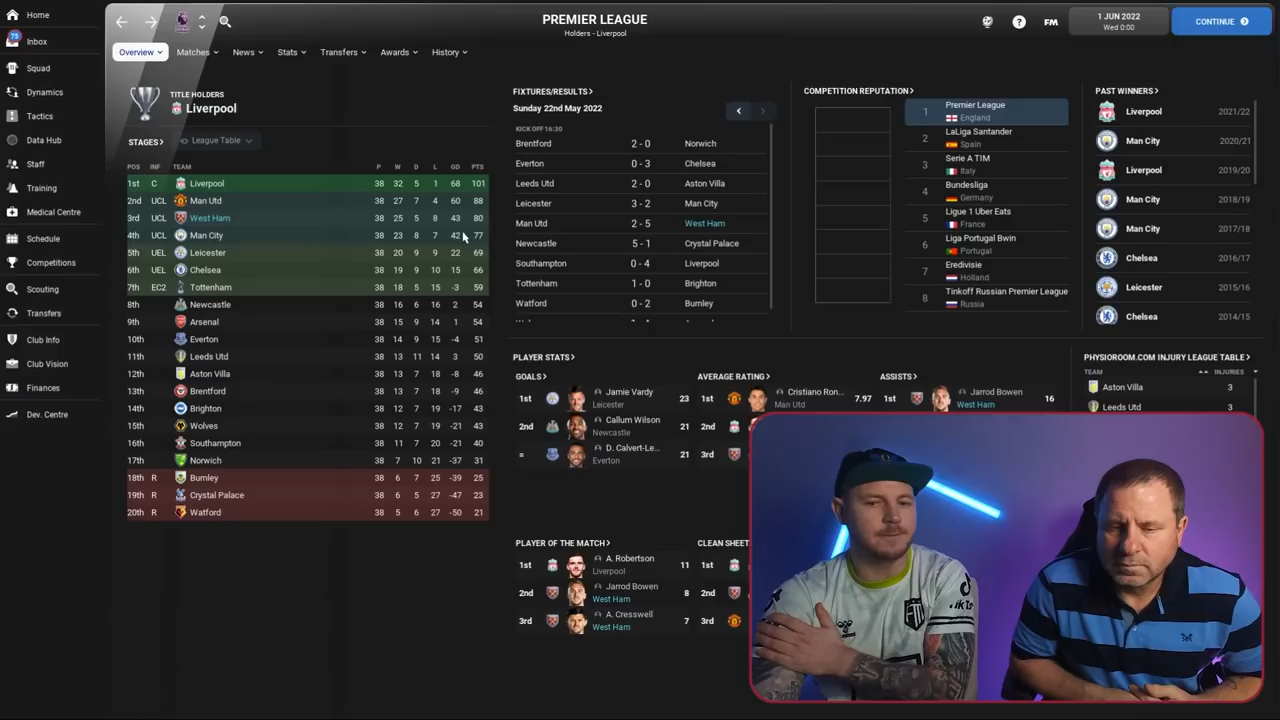 PREMIER LEAGUE
Holders - Liverpool
FM
1 JUN 2022
Wed 0:00
CONTINUE
Home
75
Inbox
Squad
Dynamics
Tactics
Data Hub
Staff
Training
Medical Centre
Schedule
Competitions
Scouting
Transfers
Club Info
Club Vision
Finances
Dev. Centre
Overview
Matches
News
Stats
Transfers
Awards
History
TITLE HOLDERS
Liverpool
STAGES
League Table
POS INF TEAM P W D L GD PTS
1st C Liverpool 38 32 5 1 68 101
2nd UCL Man Utd 38 27 7 4 60 88
3rd UCL West Ham 38 25 5 8 43 80
4th UCL Man City 38 23 8 7 42 77
5th UEL Leicester 38 20 9 9 22 69
6th UEL Chelsea 38 19 9 10 15 66
7th EC2 Tottenham 38 18 5 15 -3 59
8th Newcastle 38 16 6 16 2 54
9th Arsenal 38 15 9 14 1 54
10th Everton 38 14 9 15 -4 51
11th Leeds Utd 38 13 11 14 3 50
12th Aston Villa 38 13 7 18 -8 46
13th Brentford 38 13 7 18 -9 46
14th Brighton 38 12 7 19 -17 43
15th Wolves 38 12 7 19 -21 43
16th Southampton 38 11 7 20 -21 40
17th Norwich 38 7 10 21 -37 31
18th R Burnley 38 6 7 25 -39 25
19th R Crystal Palace 38 6 5 27 -47 23
20th R Watford 38 5 6 27 -50 21
FIXTURES/RESULTS
Sunday 22nd May 2022
KICK OFF 16:30
Brentford 2 - 0 Norwich
Everton 0 - 3 Chelsea
Leeds Utd 2 - 0 Aston Villa
Leicester 3 - 2 Man City
Man Utd 2 - 5 West Ham
Newcastle 5 - 1 Crystal Palace
Southampton 0 - 4 Liverpool
Tottenham 1 - 0 Brighton
Watford 0 - 2 Burnley
COMPETITION REPUTATION
1 Premier League
England
2 LaLiga Santander
Spain
3 Serie A TIM
Italy
4 Bundesliga
Germany
5 Ligue 1 Uber Eats
France
6 Liga Portugal Bwin
Portugal
7 Eredivisie
Holland
8 Tinkoff Russian Premier League
Russia
PAST WINNERS
Liverpool 2021/22
Man City 2020/21
Liverpool 2019/20
Man City 2018/19
Man City 2017/18
Chelsea 2016/17
Leicester 2015/16
Chelsea 2014/15
PLAYER STATS
GOALS
1st Jamie Vardy 23
Leicester
2nd Callum Wilson 21
Newcastle
= D. Calvert-Le... 21
Everton
AVERAGE RATING
1st Cristiano Ron... 7.97
Man Utd
2nd
3rd
ASSISTS
1st Jarrod Bowen 16
West Ham
PHYSIOROOM.COM INJURY LEAGUE TABLE
TEAM INJURIES
Aston Villa 3
Leeds Utd 3
PLAYER OF THE MATCH
1st A. Robertson 11
Liverpool
2nd Jarrod Bowen 8
West Ham
3rd A. Cresswell 7
West Ham
CLEAN SHEET
1st
2nd
3rd